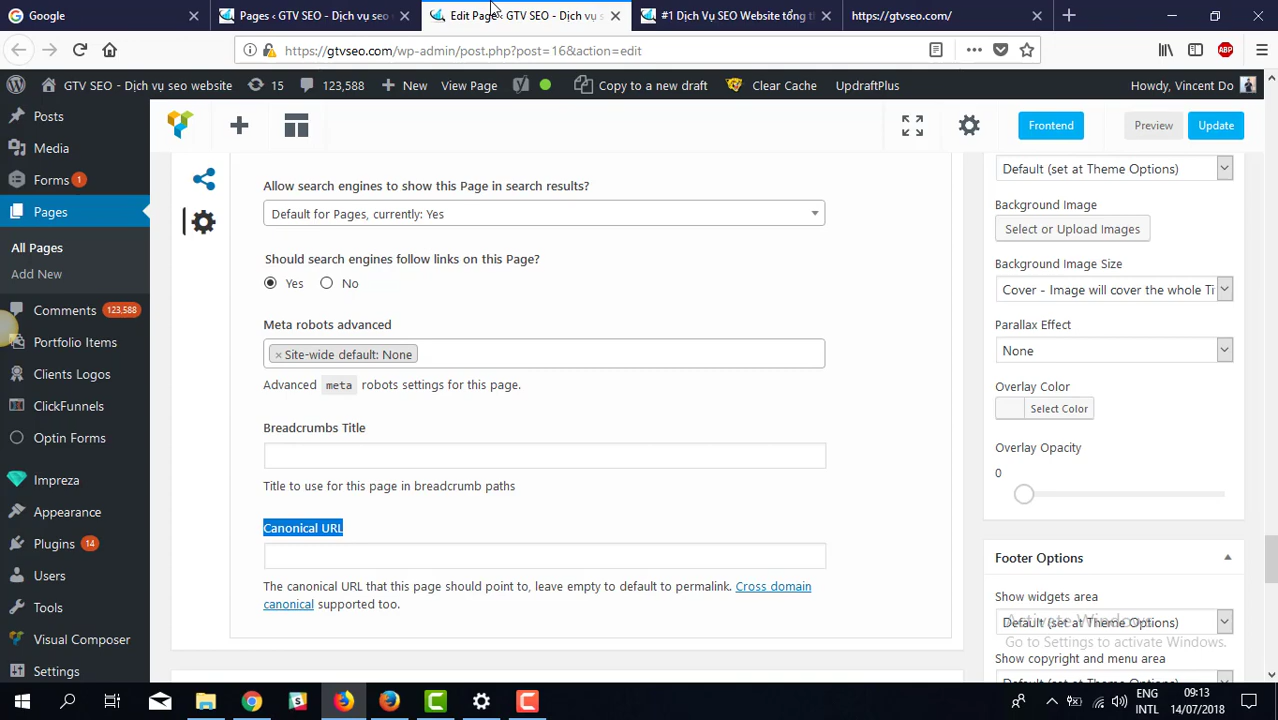 Google
Pages ‹ GTV SEO - Dịch vụ seo
Edit Page ‹ GTV SEO - Dịch vụ s
#1 Dịch Vụ SEO Website tổng t
https://gtvseo.com/
https://gtvseo.com/wp-admin/post.php?post=16&action=edit
ABP
GTV SEO - Dịch vụ seo website
15
123,588
New
View Page
Copy to a new draft
Clear Cache
UpdraftPlus
Howdy, Vincent Do
Posts
Media
Forms 1
Pages
All Pages
Add New
Comments 123,588
Portfolio Items
Clients Logos
ClickFunnels
Optin Forms
Impreza
Appearance
Plugins 14
Users
Tools
Visual Composer
Settings
Frontend
Preview
Update
Allow search engines to show this Page in search results?
Default for Pages, currently: Yes
Should search engines follow links on this Page?
Yes No
Meta robots advanced
× Site-wide default: None
Advanced meta robots settings for this page.
Breadcrumbs Title
Title to use for this page in breadcrumb paths
Canonical URL
The canonical URL that this page should point to, leave empty to default to permalink. Cross domain
canonical supported too.
Default (set at Theme Options)
Background Image
Select or Upload Images
Background Image Size
Cover - Image will cover the whole Ti
Parallax Effect
None
Overlay Color
Select Color
Overlay Opacity
0
Footer Options
Show widgets area
Default (set at Theme Options)
Activate Windows
Go to Settings to activate Windows.
Show copyright and menu area
Default (set at Theme Options)
ENG
INTL
09:13
14/07/2018